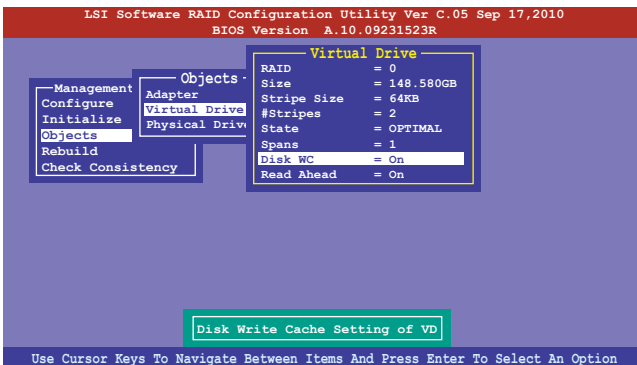 LSI Software RAID Configuration Utility Ver C.05 Sep 17,2010
BIOS Version A.10.09231523R
Management
Configure
Initialize
Objects
Rebuild
Check Consistency
Objects
Adapter
Virtual Drive
Physical Drive
Virtual Drive
RAID = 0
Size = 148.580GB
Stripe Size = 64KB
#Stripes = 2
State = OPTIMAL
Spans = 1
Disk WC = On
Read Ahead = On
Disk Write Cache Setting of VD
Use Cursor Keys To Navigate Between Items And Press Enter To Select An Option